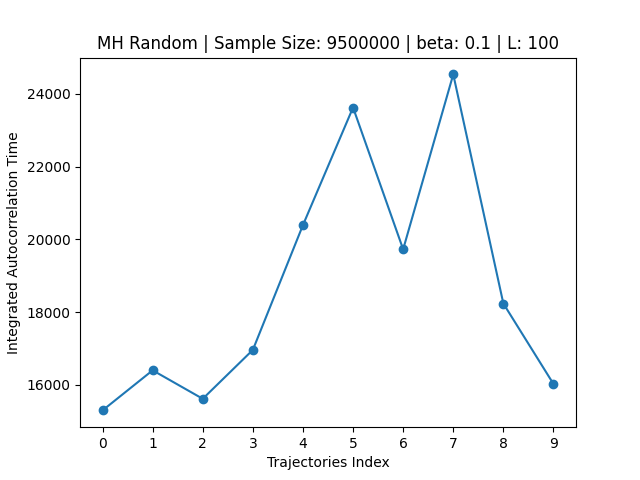 MH Random | Sample Size: 9500000 | beta: 0.1 | L: 100
24000
22000
20000
18000
16000
Integrated Autocorrelation Time
0 1 2 3 4 5 6 7 8 9
Trajectories Index